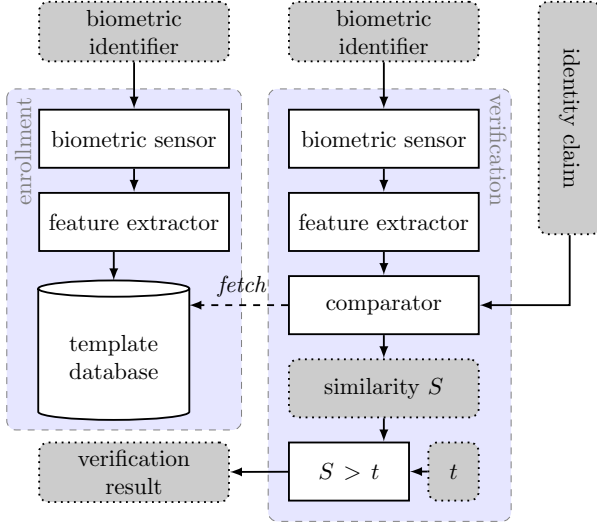 biometric
identifier
biometric
identifier
identity claim
enrollment
verification
biometric sensor
biometric sensor
feature extractor
feature extractor
fetch
comparator
template
database
similarity S
verification
result
S > t
t